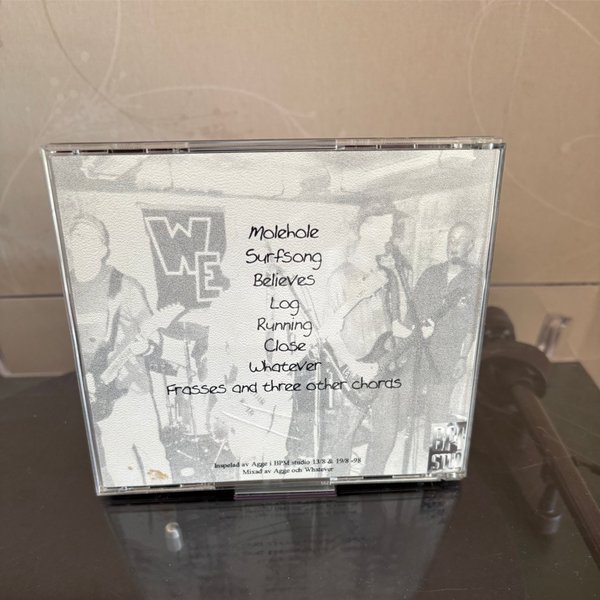 WE
Molehole
Surfsong
Believes
Log
Running
Close
Whatever
Frasses and three other chords
Inspelad av Agge i BPM studio 13/8 & 19/8 -98
Mixad av Agge och Whatever